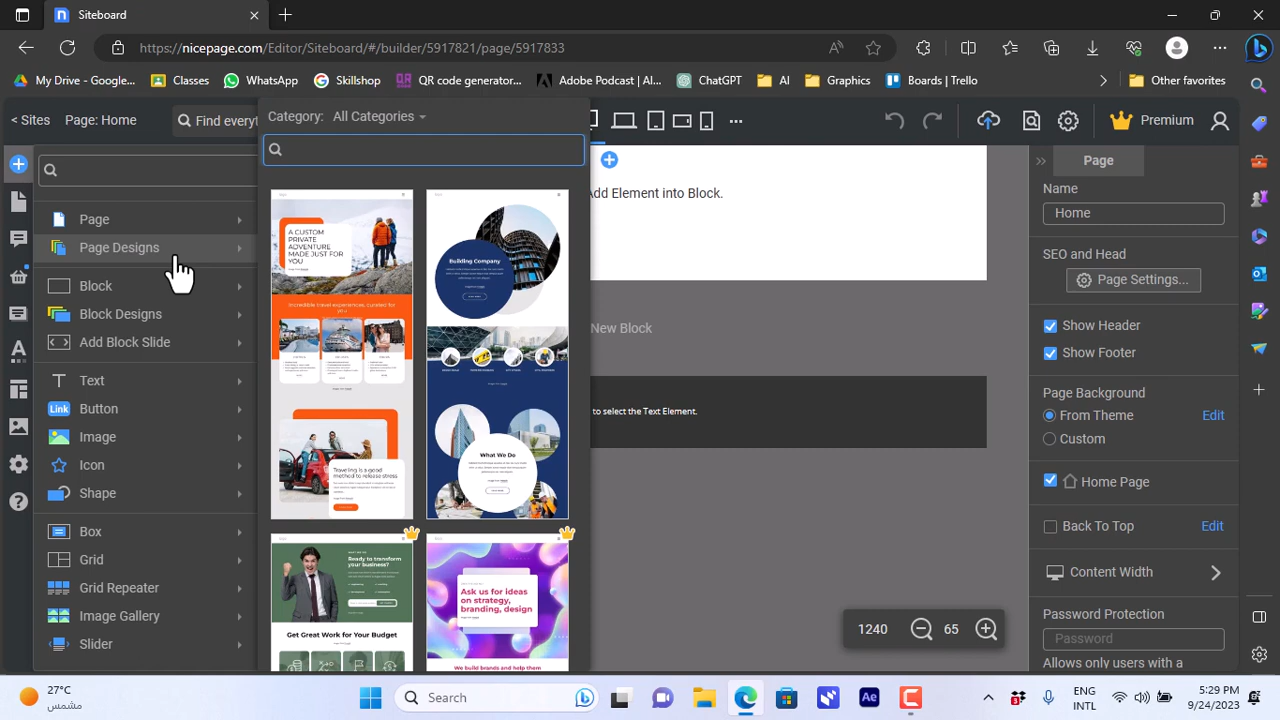 Siteboard
https://nicepage.com/Editor/Siteboard#/builder/5917821/page/5917833
My Drive - Google...
Classes
WhatsApp
Skillshop
QR code generator...
Adobe Podcast | AI...
ChatGPT
AI
Graphics
Boards | Trello
Other favorites
< Sites
Page: Home
Find every
Category: All Categories
Premium
Page
Page Designs
Block
Block Designs
Add Block Slide
Text
Link Button
Image
Icon
Box
Grid
Repeater
Gallery
A CUSTOM
PRIVATE
ADVENTURE
MADE JUST FOR
YOU
Incredible travel experiences, curated for
you
Traveling is a good
method to release stress
Building Company
What We Do
Ready to transform
your business?
Get Great Work for Your Budget
Ask us for ideas
on strategy,
branding, design
We build brands and help them
Add Element into Block.
New Block
to select the Text Element.
1240
65
Page
Name
Home
SEO and Head
Page Settings
Show Header
Show Footer
Page Background
From Theme
Edit
Custom
Home Page
Back To Top
Edit
Content Width
Password Protection
Password
Allows only users with
27°C
مشمس
Search
INTL
5:29 PM
9/24/2023